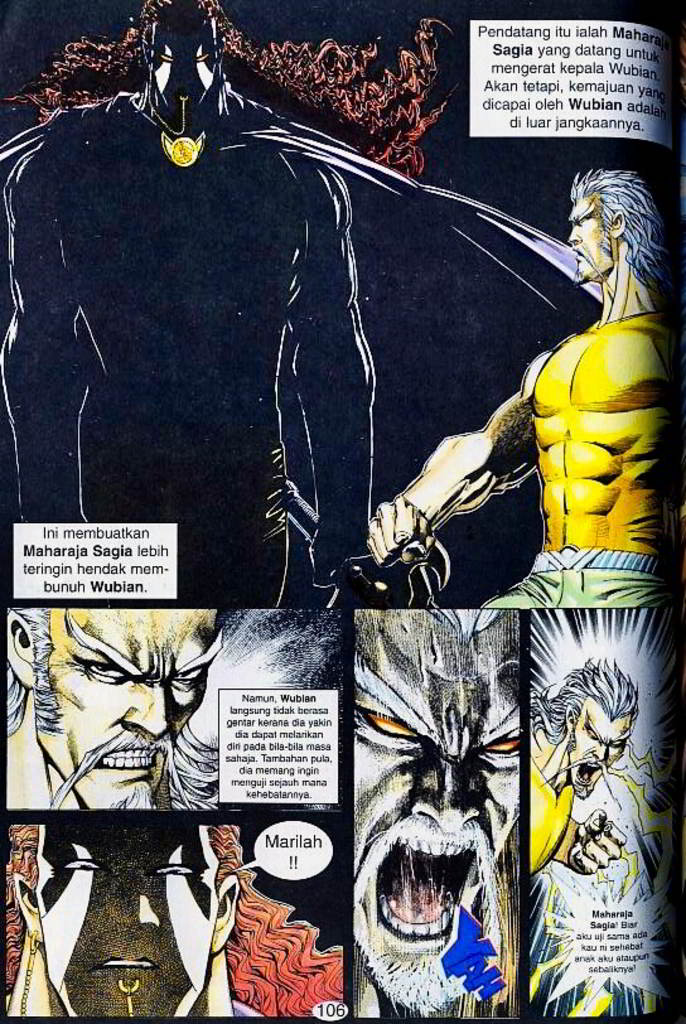 Pendatang itu ialah Maharaja
Sagia yang datang untuk
mengerat kepala Wubian.
Akan tetapi, kemajuan yang
dicapai oleh Wubian adalah
di luar jangkaannya.
Ini membuatkan
Maharaja Sagia lebih
teringin hendak mem-
bunuh Wubian.
Namun, Wubian
langsung tidak berasa
gentar kerana dia yakin
dia dapat melarikan
diri pada bila-bila masa
sahaja. Tambahan pula,
dia memang ingin
menguji sejauh mana
kehebatannya.
Marilah
!!
YAA
Maharaja
Sagia! Biar
aku uji sama ada
kau ni sehebat
anak aku ataupun
sebaliknya!
106